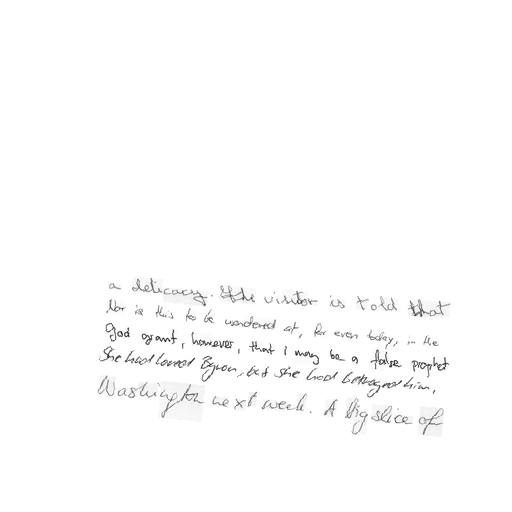 a delicacy. If the visitor is told that
Nor is this to be wondered at, for even today, in the
God grant, however, that I may be a false prophet
She had loved Byron, but she had betrayed him.
Washington next week. A big slice of